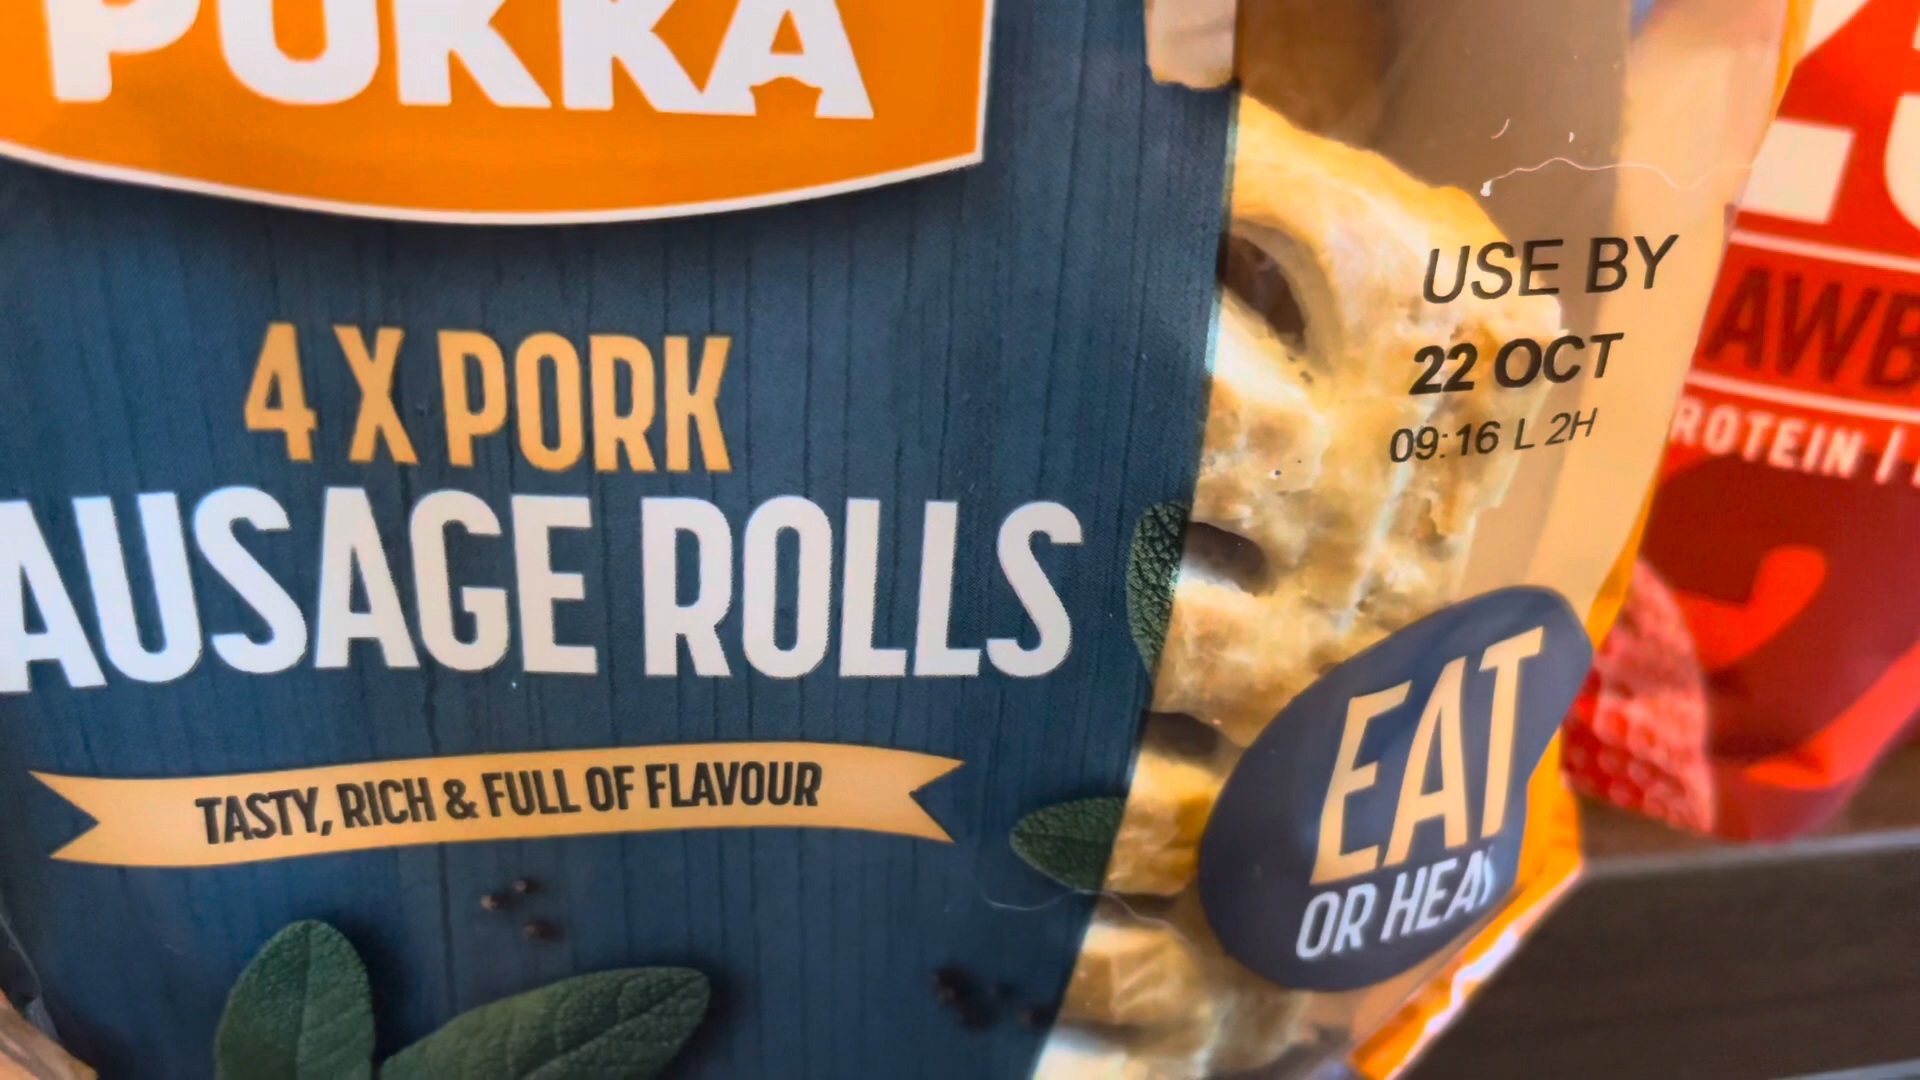 PUKKA
4 X PORK
AUSAGE ROLLS
TASTY, RICH & FULL OF FLAVOUR
USE BY
22 OCT
09:16 L 2H
EAT
OR HEA
AWB
ROTEIN |